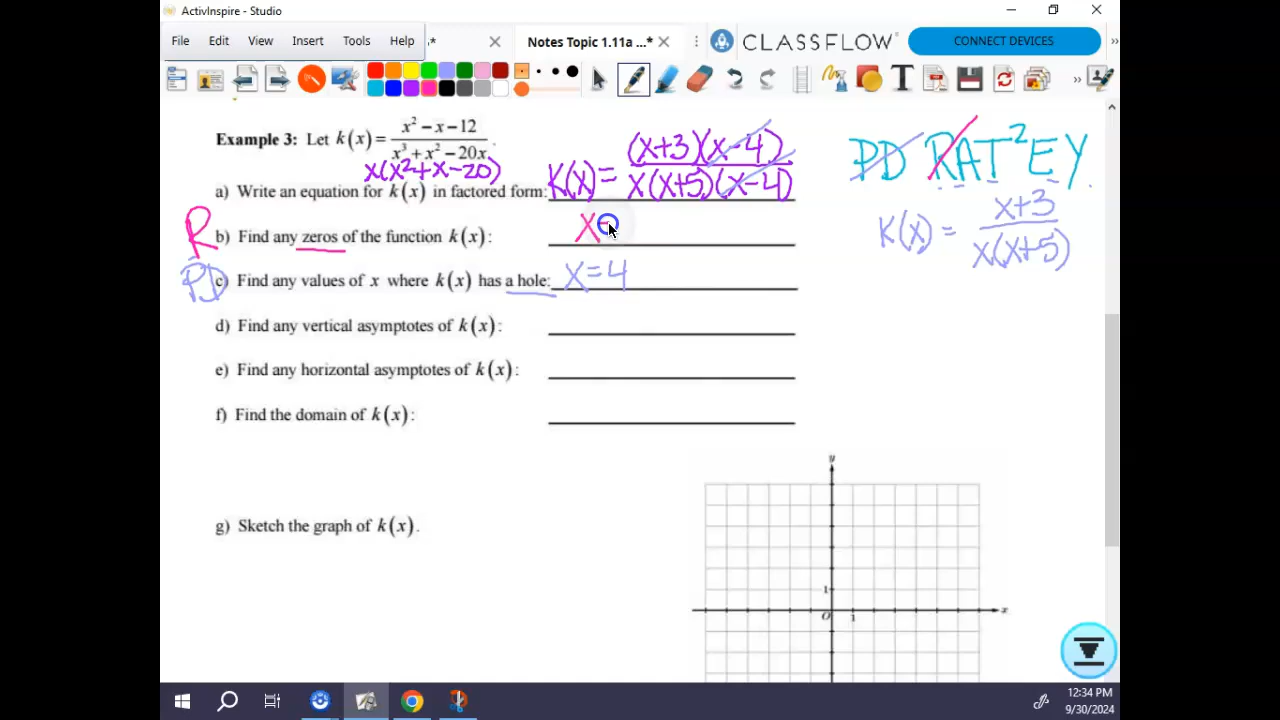 ActivInspire - Studio
File Edit View Insert Tools Help .* Notes Topic 1.11a ...* CLASSFLOW CONNECT DEVICES
Example 3: Let k(x) = (x² − x − 12)/(x³ + x² − 20x).
x(x²+x−20)
PD RAT²EY
a) Write an equation for k(x) in factored form: K(x) = (x+3)(x−4)/x(x+5)(x−4)
K(x) = x+3/x(x+5)
R b) Find any zeros of the function k(x): x=
PD c) Find any values of x where k(x) has a hole: x=4
d) Find any vertical asymptotes of k(x):
e) Find any horizontal asymptotes of k(x):
f) Find the domain of k(x):
g) Sketch the graph of k(x).
y
1
O 1 x
12:34 PM
9/30/2024